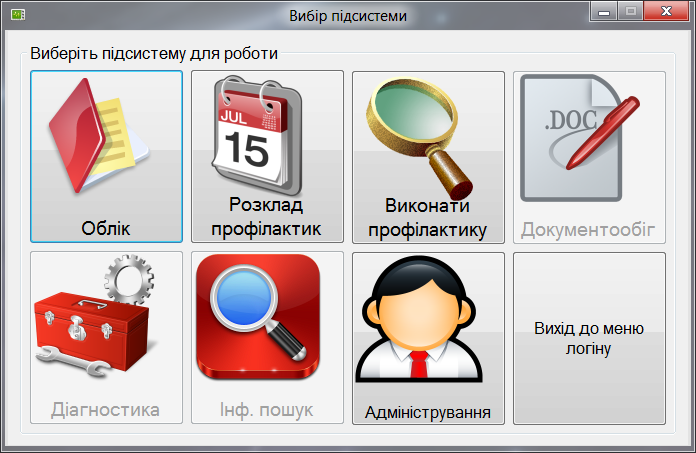 Вибір підсистеми
Виберіть підсистему для роботи
Облік
JUL
15
Розклад
профілактик
Виконати
профілактику
.DOC
Документообіг
Діагностика
Інф. пошук
Адміністрування
Вихід до меню
логіну